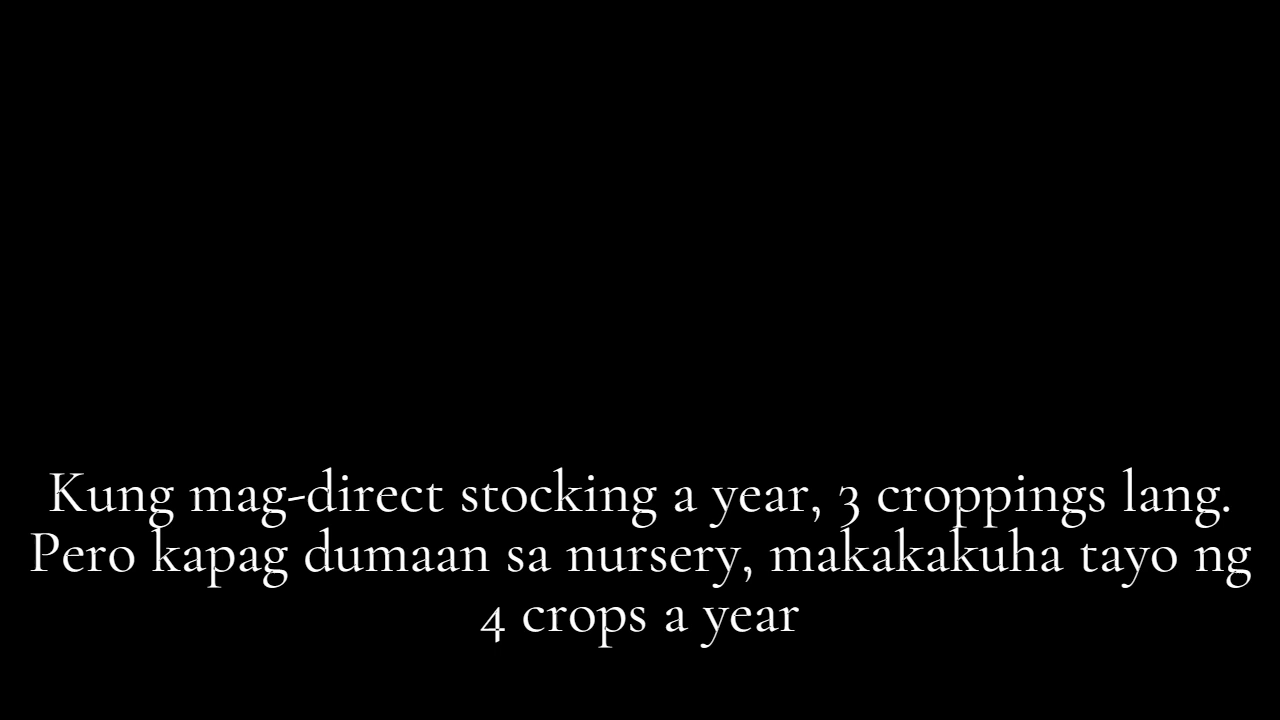 Kung mag-direct stocking a year, 3 croppings lang.
Pero kapag dumaan sa nursery, makakakuha tayo ng
4 crops a year